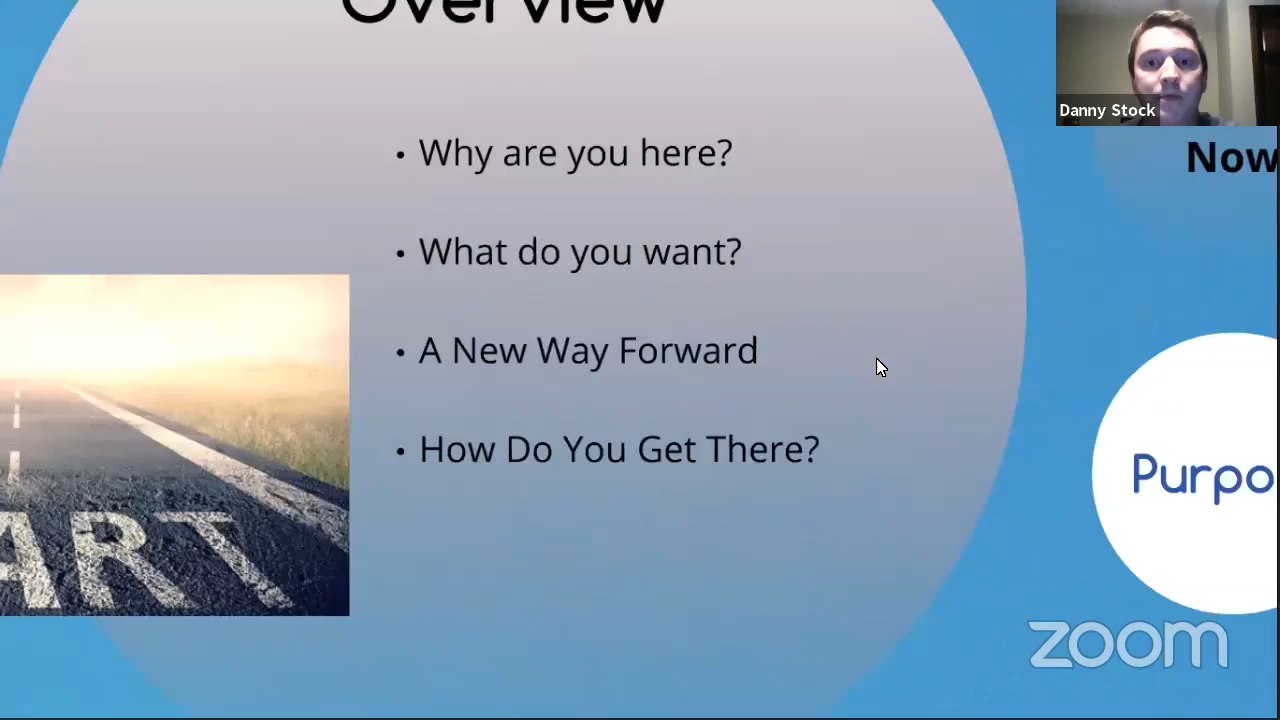 Overview
Danny Stock
Now
• Why are you here?
• What do you want?
• A New Way Forward
• How Do You Get There?
ART
Purpo
zoom